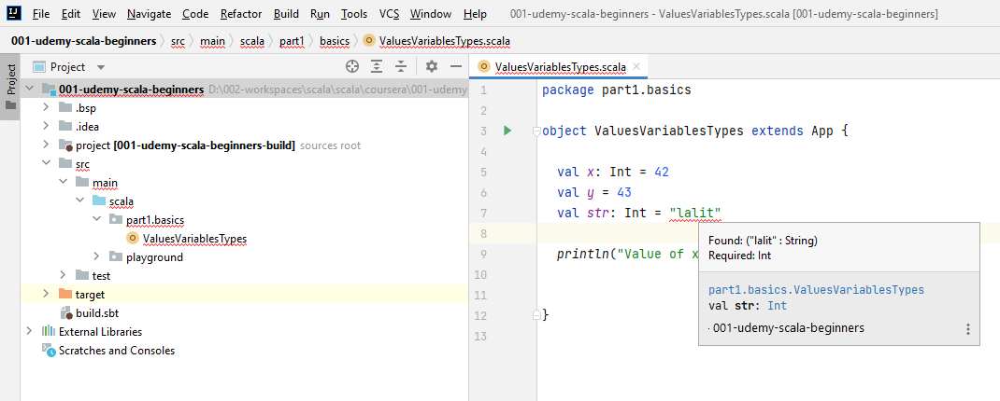 File Edit View Navigate Code Refactor Build Run Tools VCS Window Help 001-udemy-scala-beginners - ValuesVariablesTypes.scala [001-udemy-scala-beginners]
001-udemy-scala-beginners src main scala part1 basics ValuesVariablesTypes.scala
Project
Project
001-udemy-scala-beginners D:\002-workspaces\scala\scala\coursera\001-udemy
.bsp
.idea
project [001-udemy-scala-beginners-build] sources root
src
main
scala
part1.basics
ValuesVariablesTypes
playground
test
target
build.sbt
External Libraries
Scratches and Consoles
ValuesVariablesTypes.scala
1 package part1.basics
2
3 object ValuesVariablesTypes extends App {
4
5 val x: Int = 42
6 val y = 43
7 val str: Int = "lalit"
8
9 println("Value of x
10
11
12 }
13
Found: ("lalit" : String)
Required: Int
part1.basics.ValuesVariablesTypes
val str: Int
001-udemy-scala-beginners